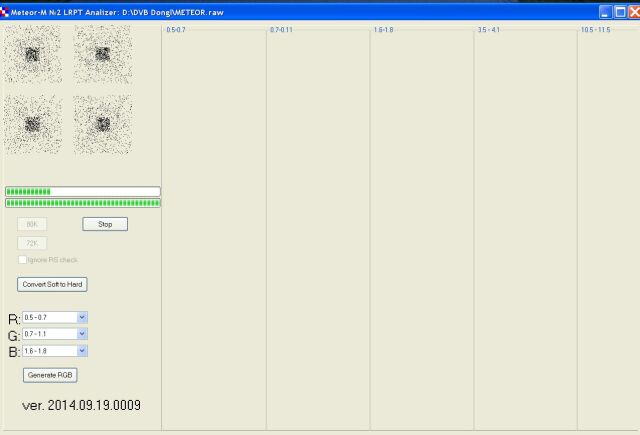 Meteor-M №2 LRPT Analizer: D:\DVB Dongl\METEOR.raw
0.5-0.7
0.7-0.11
1.6-1.8
3.5 - 4.1
10.5 - 11.5
80K
Stop
72K
Ignore RS check
Convert Soft to Hard
R: 0.5 - 0.7
G: 0.7 - 1.1
B: 1.6 - 1.8
Generate RGB
ver. 2014.09.19.0009